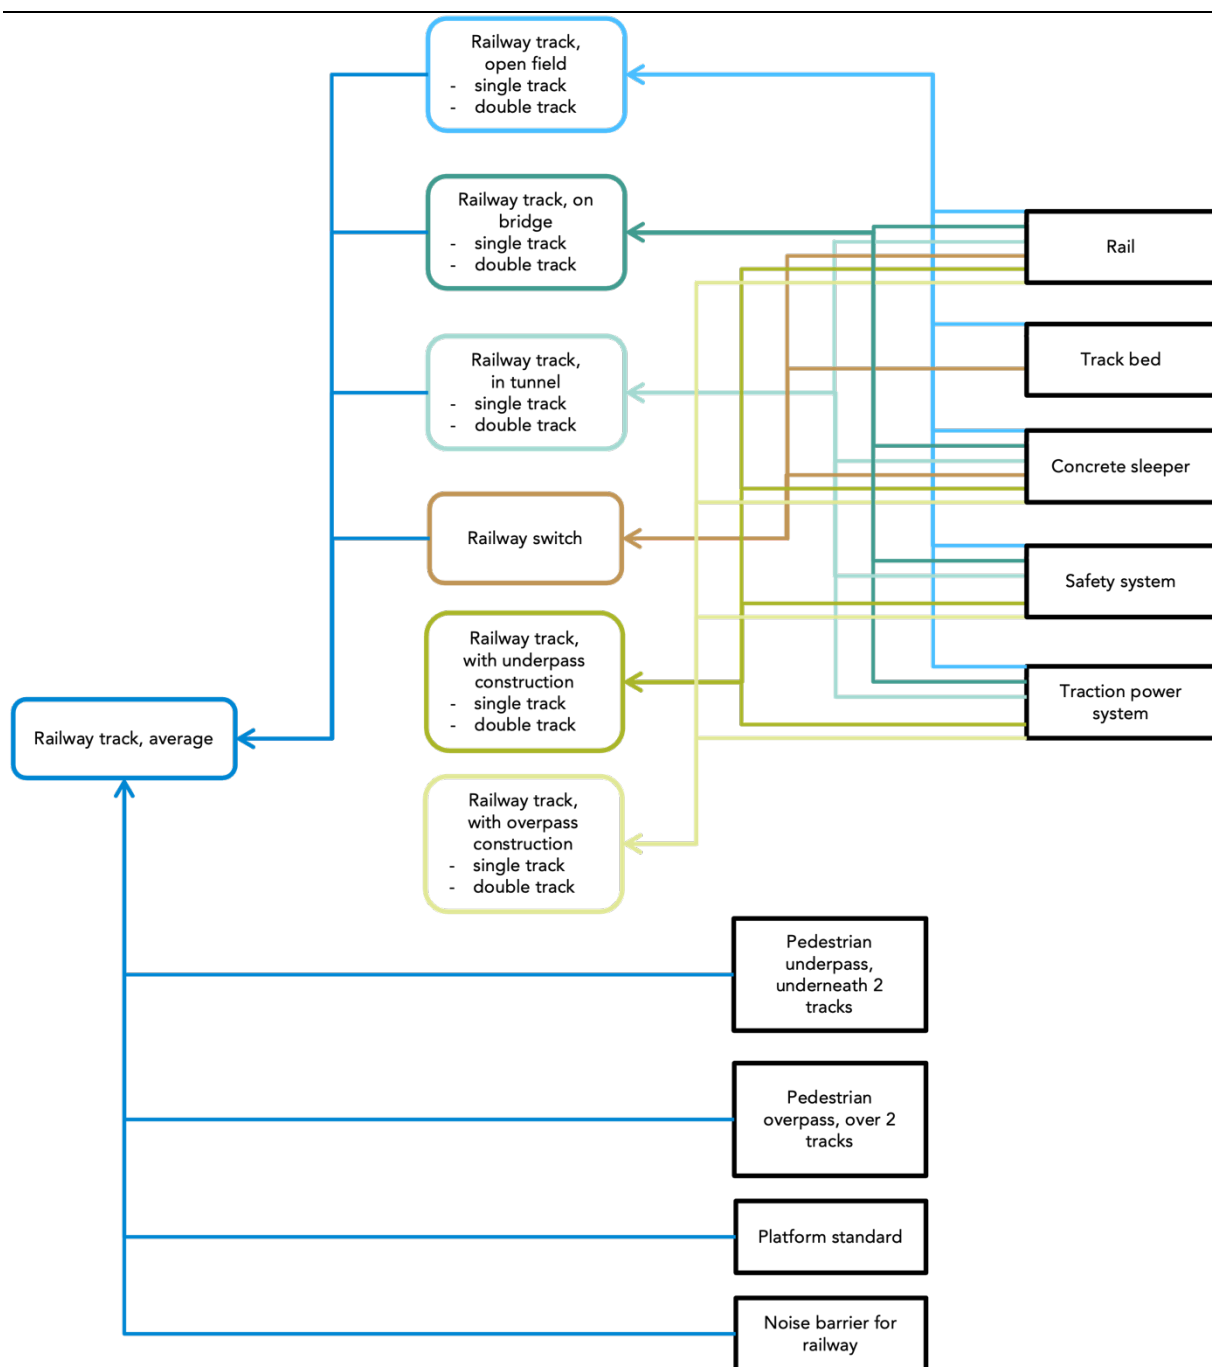 Railway track,
open field
- single track
- double track
Railway track, on
bridge
- single track
- double track
Rail
Track bed
Railway track,
in tunnel
- single track
- double track
Concrete sleeper
Railway switch
Safety system
Railway track,
with underpass
construction
- single track
- double track
Traction power
system
Railway track, average
Railway track,
with overpass
construction
- single track
- double track
Pedestrian
underpass,
underneath 2
tracks
Pedestrian
overpass, over 2
tracks
Platform standard
Noise barrier for
railway